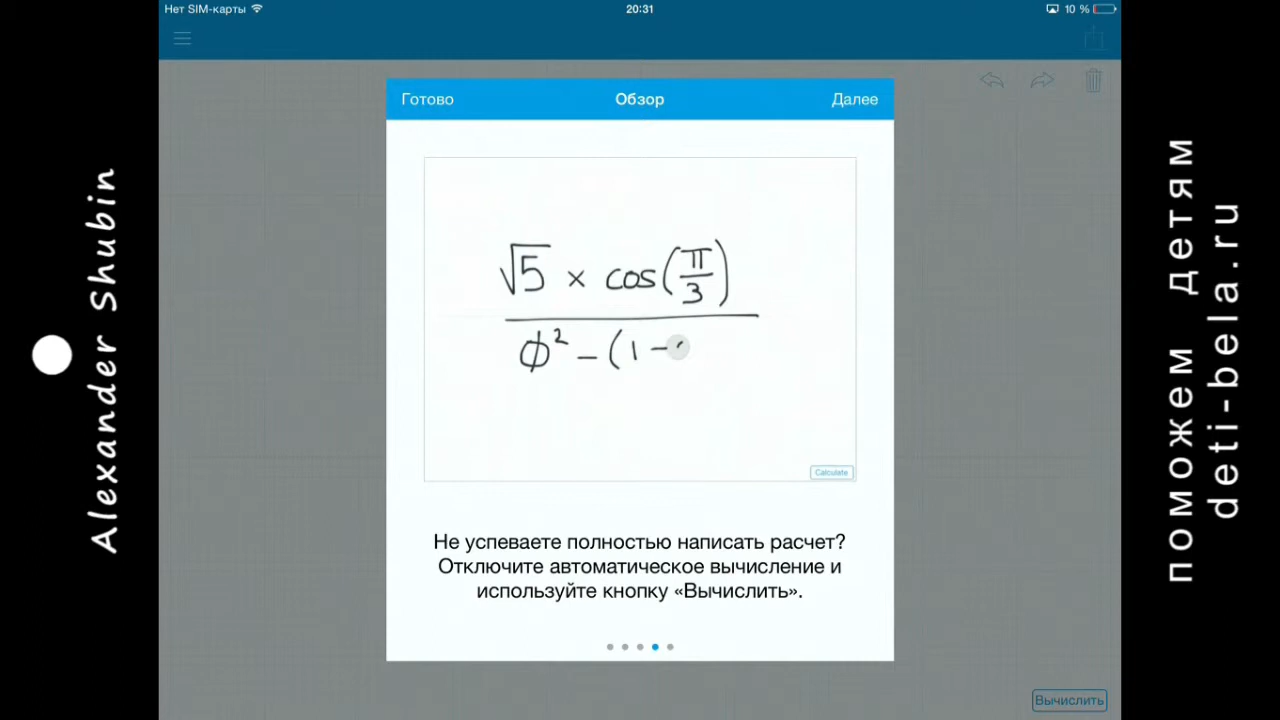 Нет SIM-карты
20:31
10 %
Готово
Обзор
Далее
√5 × cos(π/3)
φ² – (1 –
Calculate
Не успеваете полностью написать расчет?
Отключите автоматическое вычисление и
используйте кнопку «Вычислить».
Вычислить
Alexander Shubin
поможем детям
deti-bela.ru